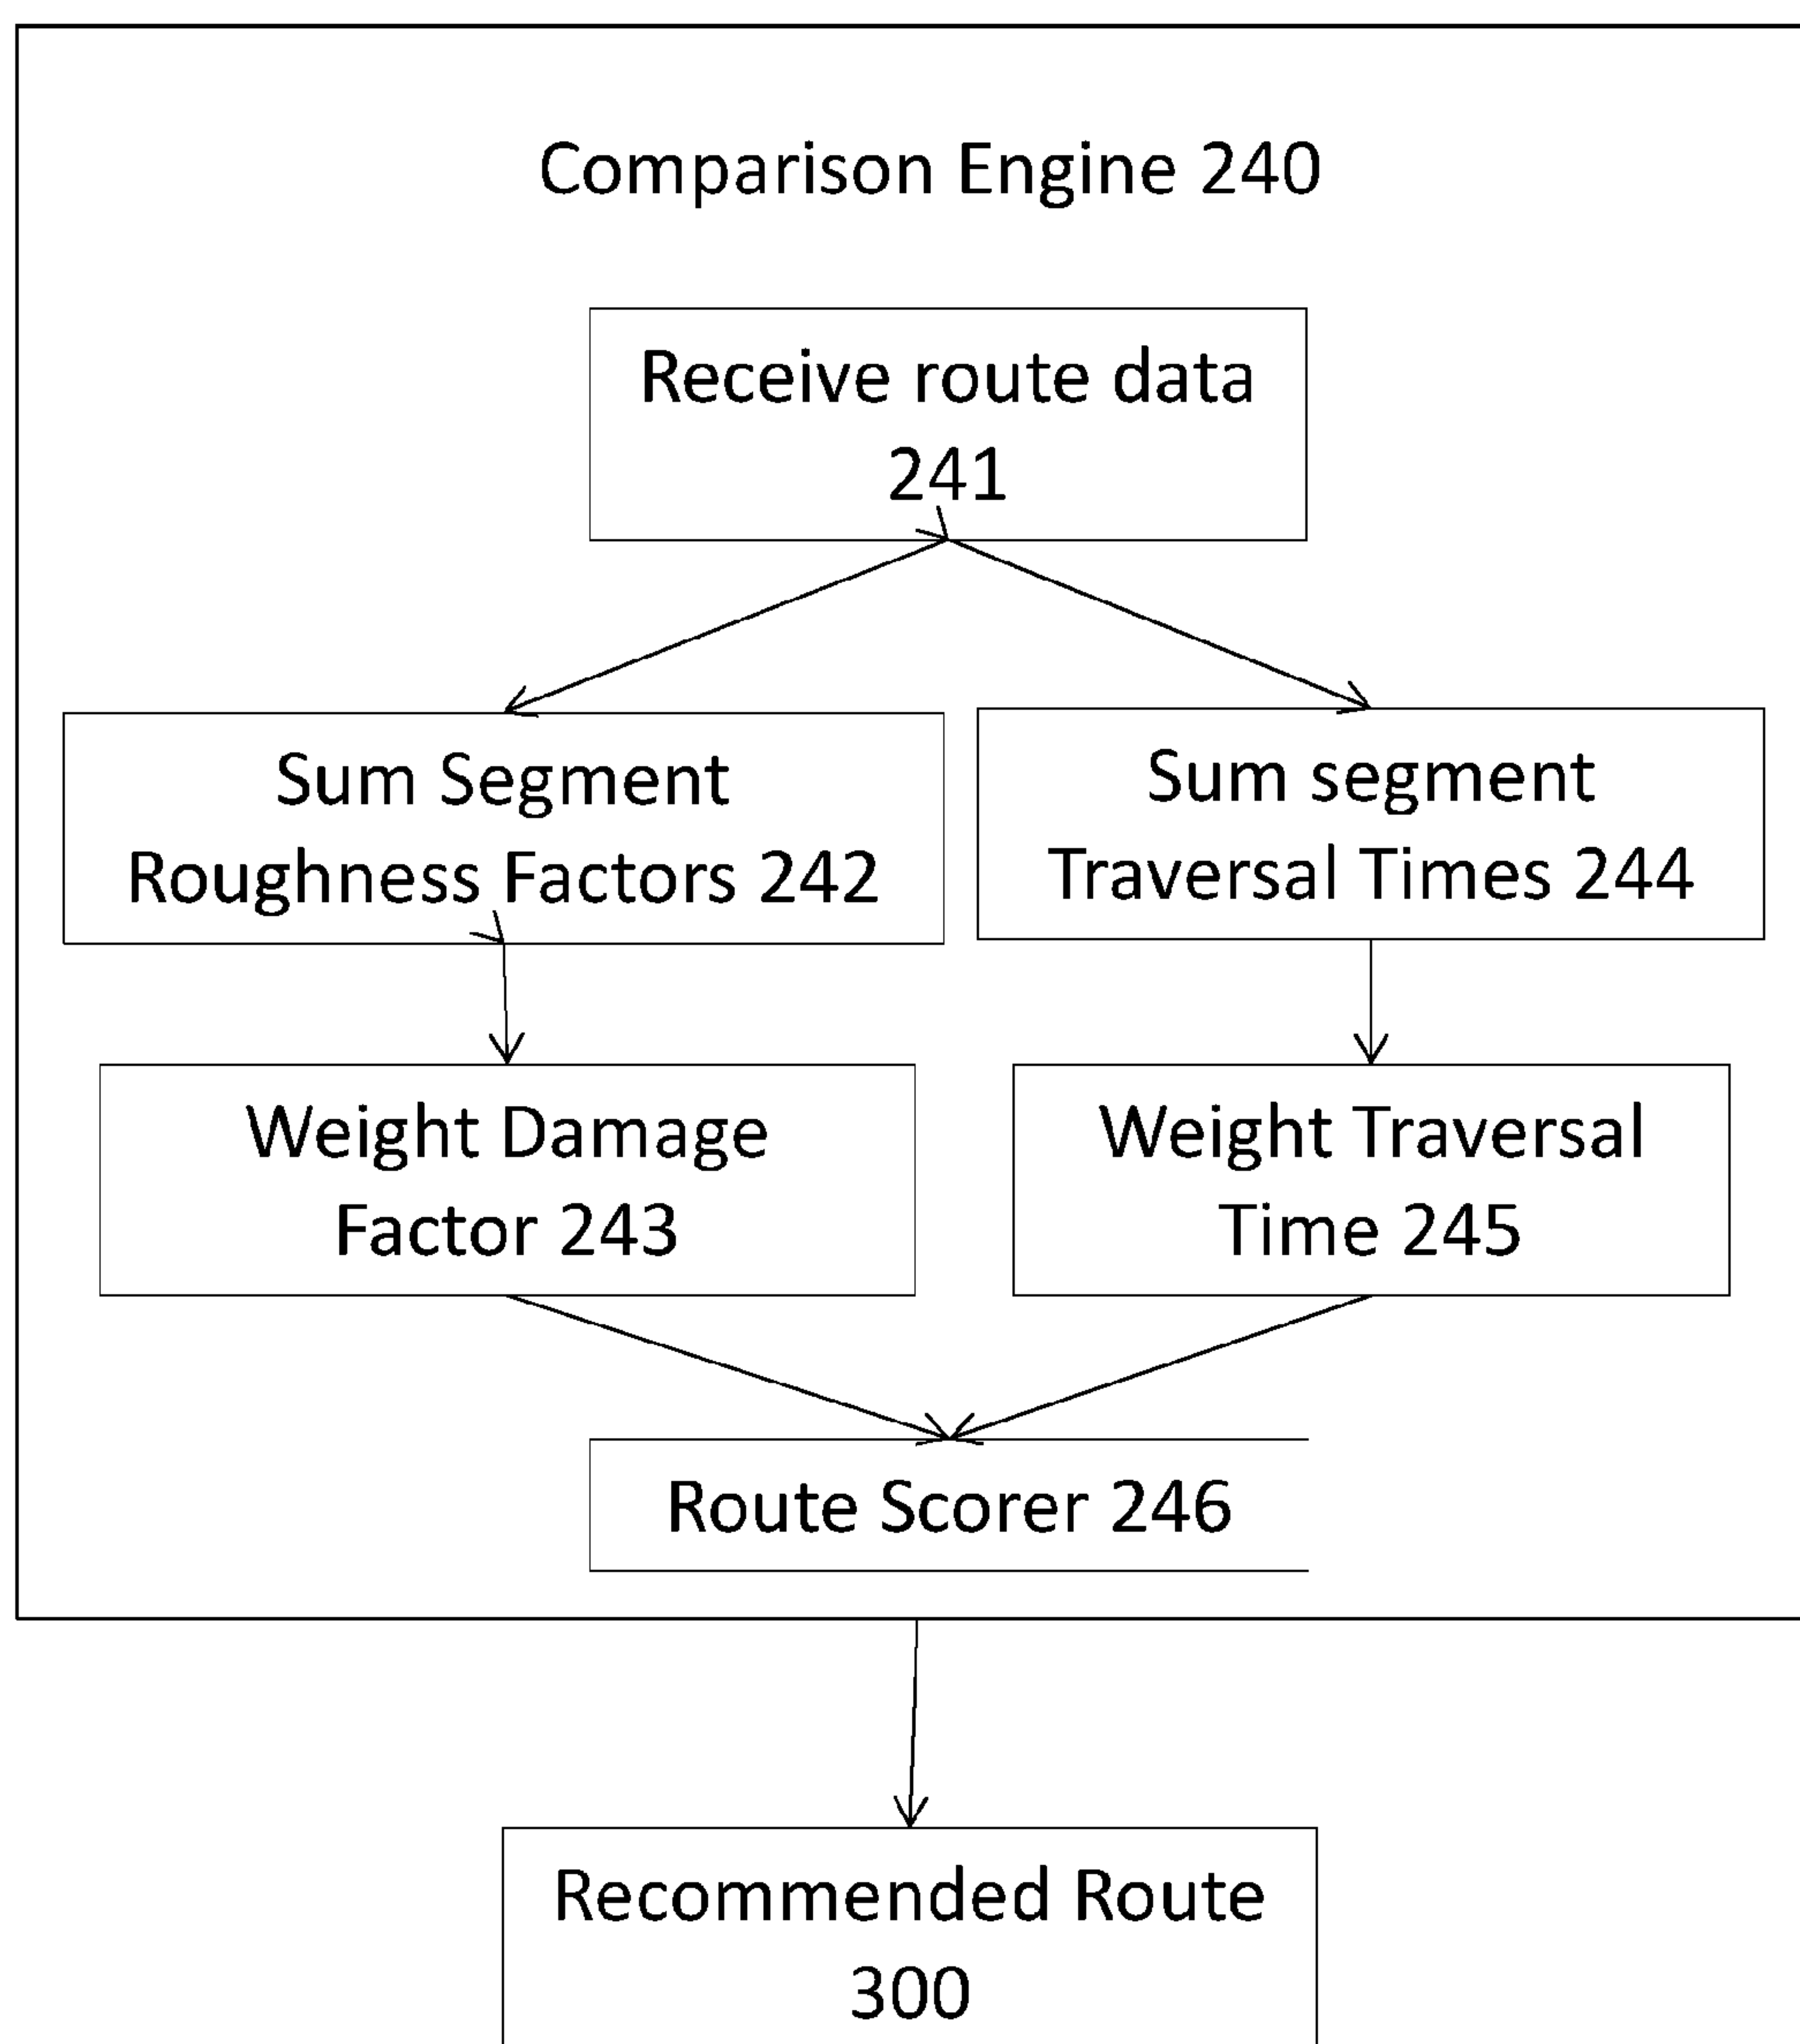 Comparison Engine 240
Receive route data
241
Sum Segment
Roughness Factors 242
Sum segment
Traversal Times 244
Weight Damage
Factor 243
Weight Traversal
Time 245
Route Scorer 246
Recommended Route
300